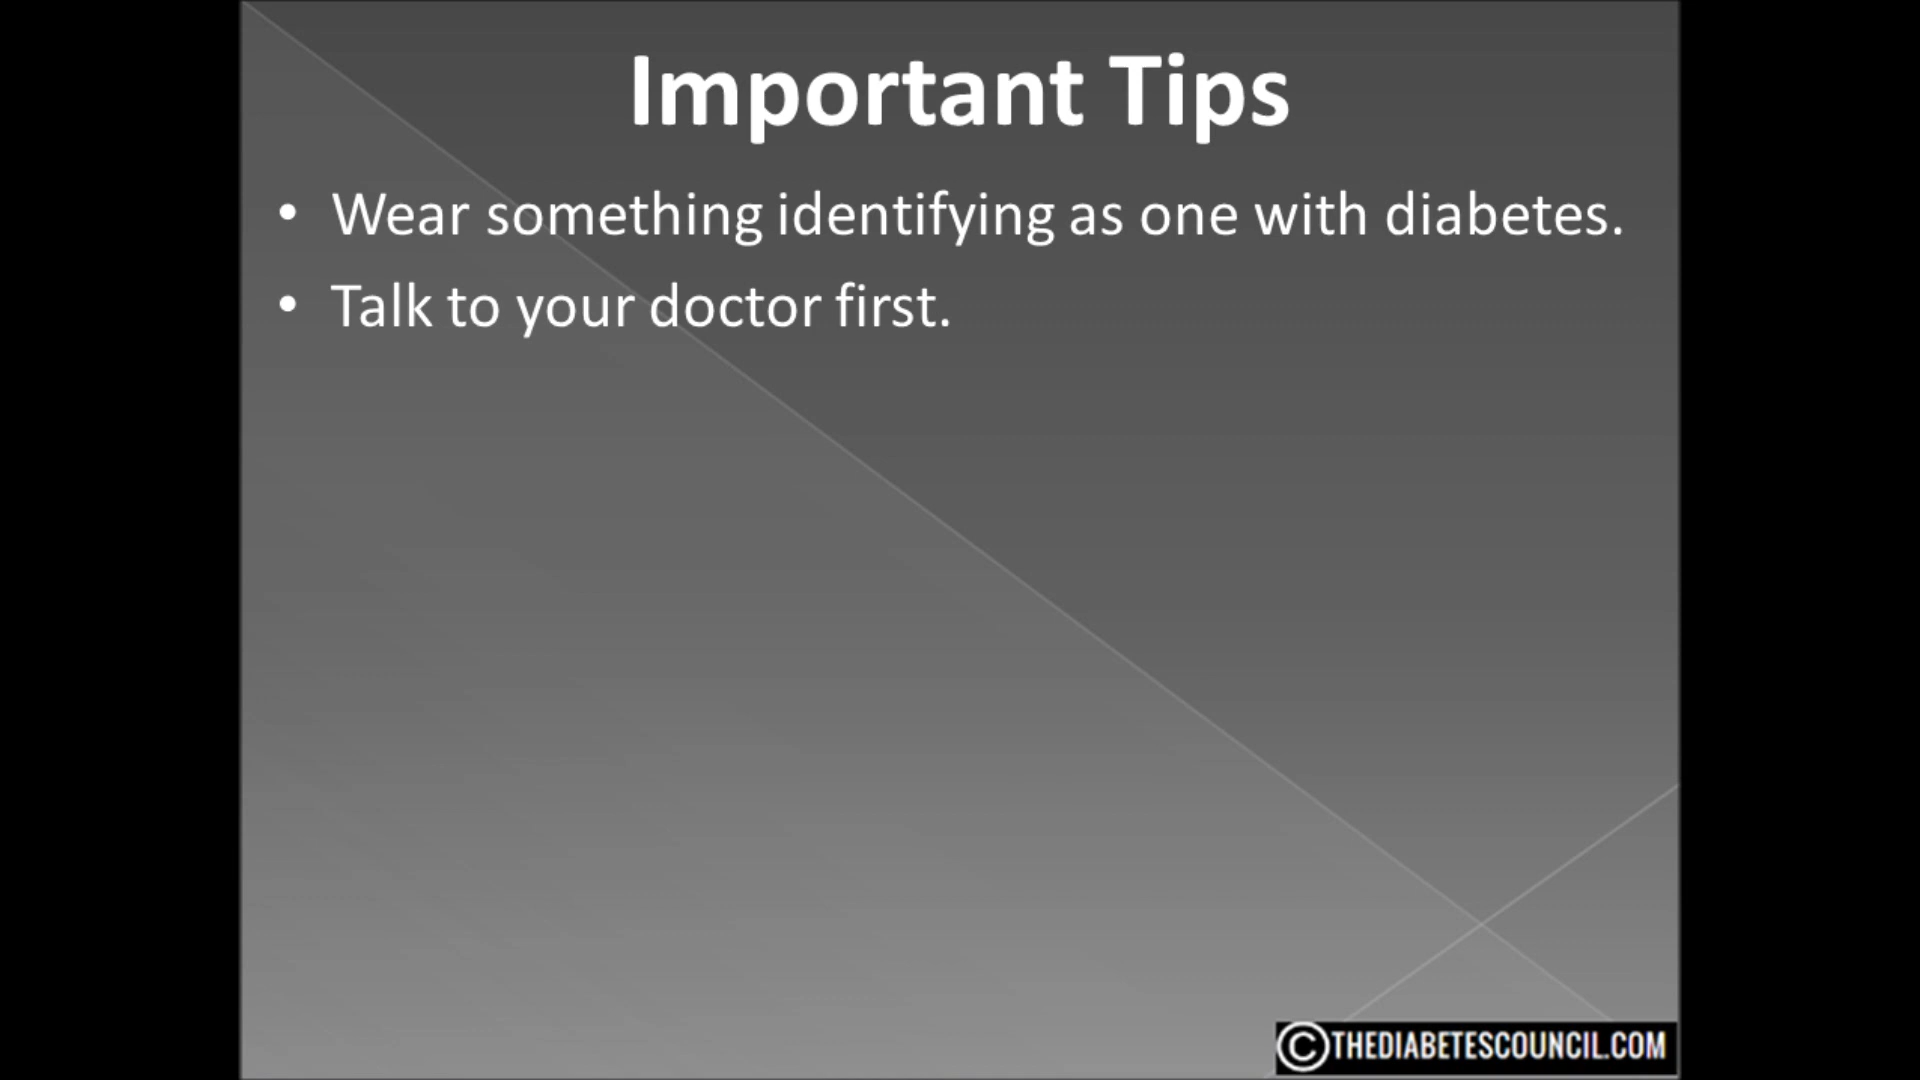 Important Tips
• Wear something identifying as one with diabetes.
• Talk to your doctor first.
©THEDIABETESCOUNCIL.COM